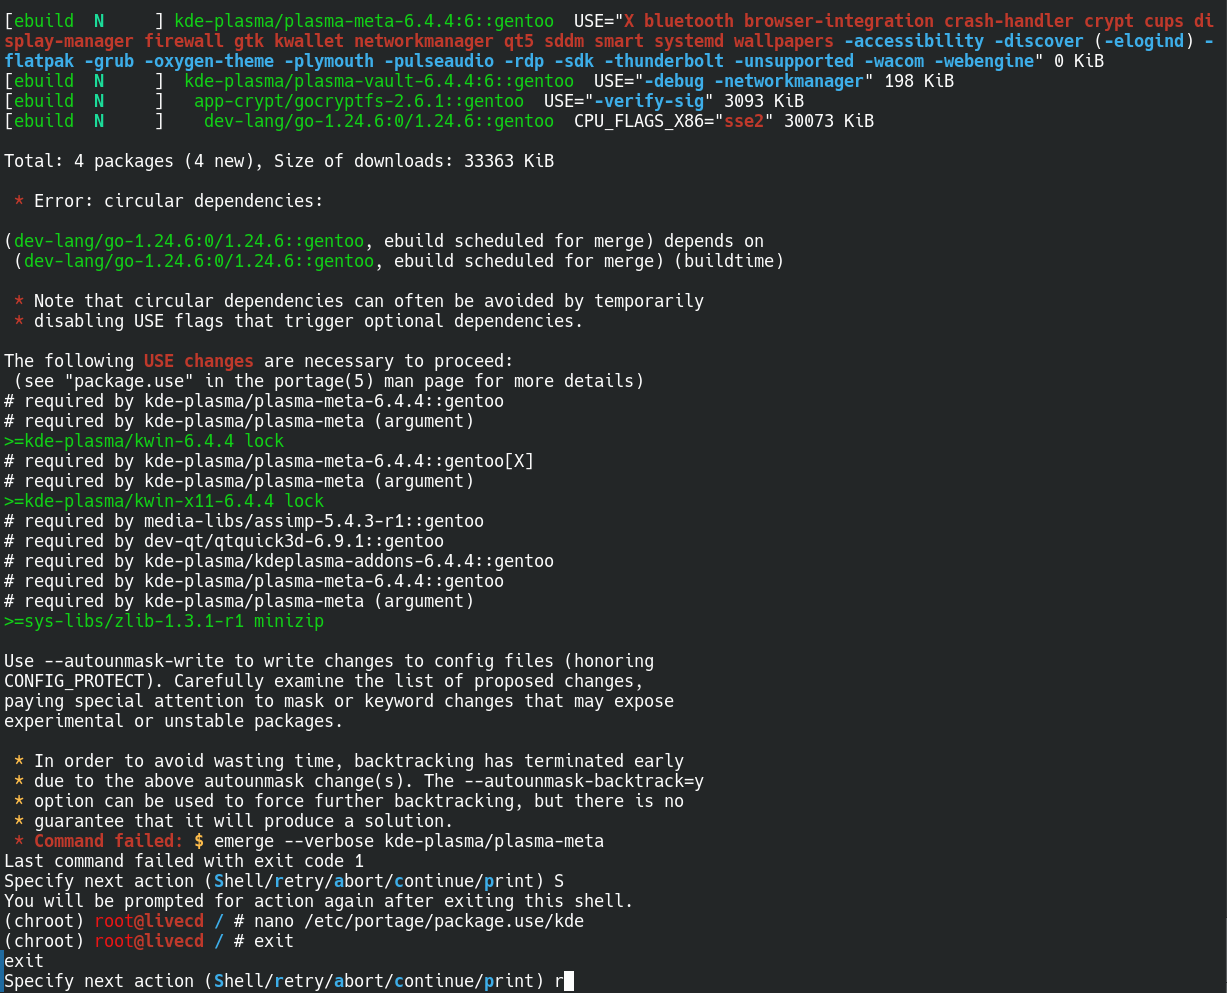 [ebuild  N     ] kde-plasma/plasma-meta-6.4.4:6::gentoo  USE="X bluetooth browser-integration crash-handler crypt cups di
splay-manager firewall gtk kwallet networkmanager qt5 sddm smart systemd wallpapers -accessibility -discover (-elogind) -
flatpak -grub -oxygen-theme -plymouth -pulseaudio -rdp -sdk -thunderbolt -unsupported -wacom -webengine" 0 KiB
[ebuild  N     ]  kde-plasma/plasma-vault-6.4.4:6::gentoo  USE="-debug -networkmanager" 198 KiB
[ebuild  N     ]   app-crypt/gocryptfs-2.6.1::gentoo  USE="-verify-sig" 3093 KiB
[ebuild  N     ]    dev-lang/go-1.24.6:0/1.24.6::gentoo  CPU_FLAGS_X86="sse2" 30073 KiB

Total: 4 packages (4 new), Size of downloads: 33363 KiB

 * Error: circular dependencies:

(dev-lang/go-1.24.6:0/1.24.6::gentoo, ebuild scheduled for merge) depends on
 (dev-lang/go-1.24.6:0/1.24.6::gentoo, ebuild scheduled for merge) (buildtime)

 * Note that circular dependencies can often be avoided by temporarily
 * disabling USE flags that trigger optional dependencies.

The following USE changes are necessary to proceed:
 (see "package.use" in the portage(5) man page for more details)
# required by kde-plasma/plasma-meta-6.4.4::gentoo
# required by kde-plasma/plasma-meta (argument)
>=kde-plasma/kwin-6.4.4 lock
# required by kde-plasma/plasma-meta-6.4.4::gentoo[X]
# required by kde-plasma/plasma-meta (argument)
>=kde-plasma/kwin-x11-6.4.4 lock
# required by media-libs/assimp-5.4.3-r1::gentoo
# required by dev-qt/qtquick3d-6.9.1::gentoo
# required by kde-plasma/kdeplasma-addons-6.4.4::gentoo
# required by kde-plasma/plasma-meta-6.4.4::gentoo
# required by kde-plasma/plasma-meta (argument)
>=sys-libs/zlib-1.3.1-r1 minizip

Use --autounmask-write to write changes to config files (honoring
CONFIG_PROTECT). Carefully examine the list of proposed changes,
paying special attention to mask or keyword changes that may expose
experimental or unstable packages.

 * In order to avoid wasting time, backtracking has terminated early
 * due to the above autounmask change(s). The --autounmask-backtrack=y
 * option can be used to force further backtracking, but there is no
 * guarantee that it will produce a solution.
 * Command failed: $ emerge --verbose kde-plasma/plasma-meta
Last command failed with exit code 1
Specify next action (Shell/retry/abort/continue/print) S
You will be prompted for action again after exiting this shell.
(chroot) root@livecd / # nano /etc/portage/package.use/kde
(chroot) root@livecd / # exit
exit
Specify next action (Shell/retry/abort/continue/print) r